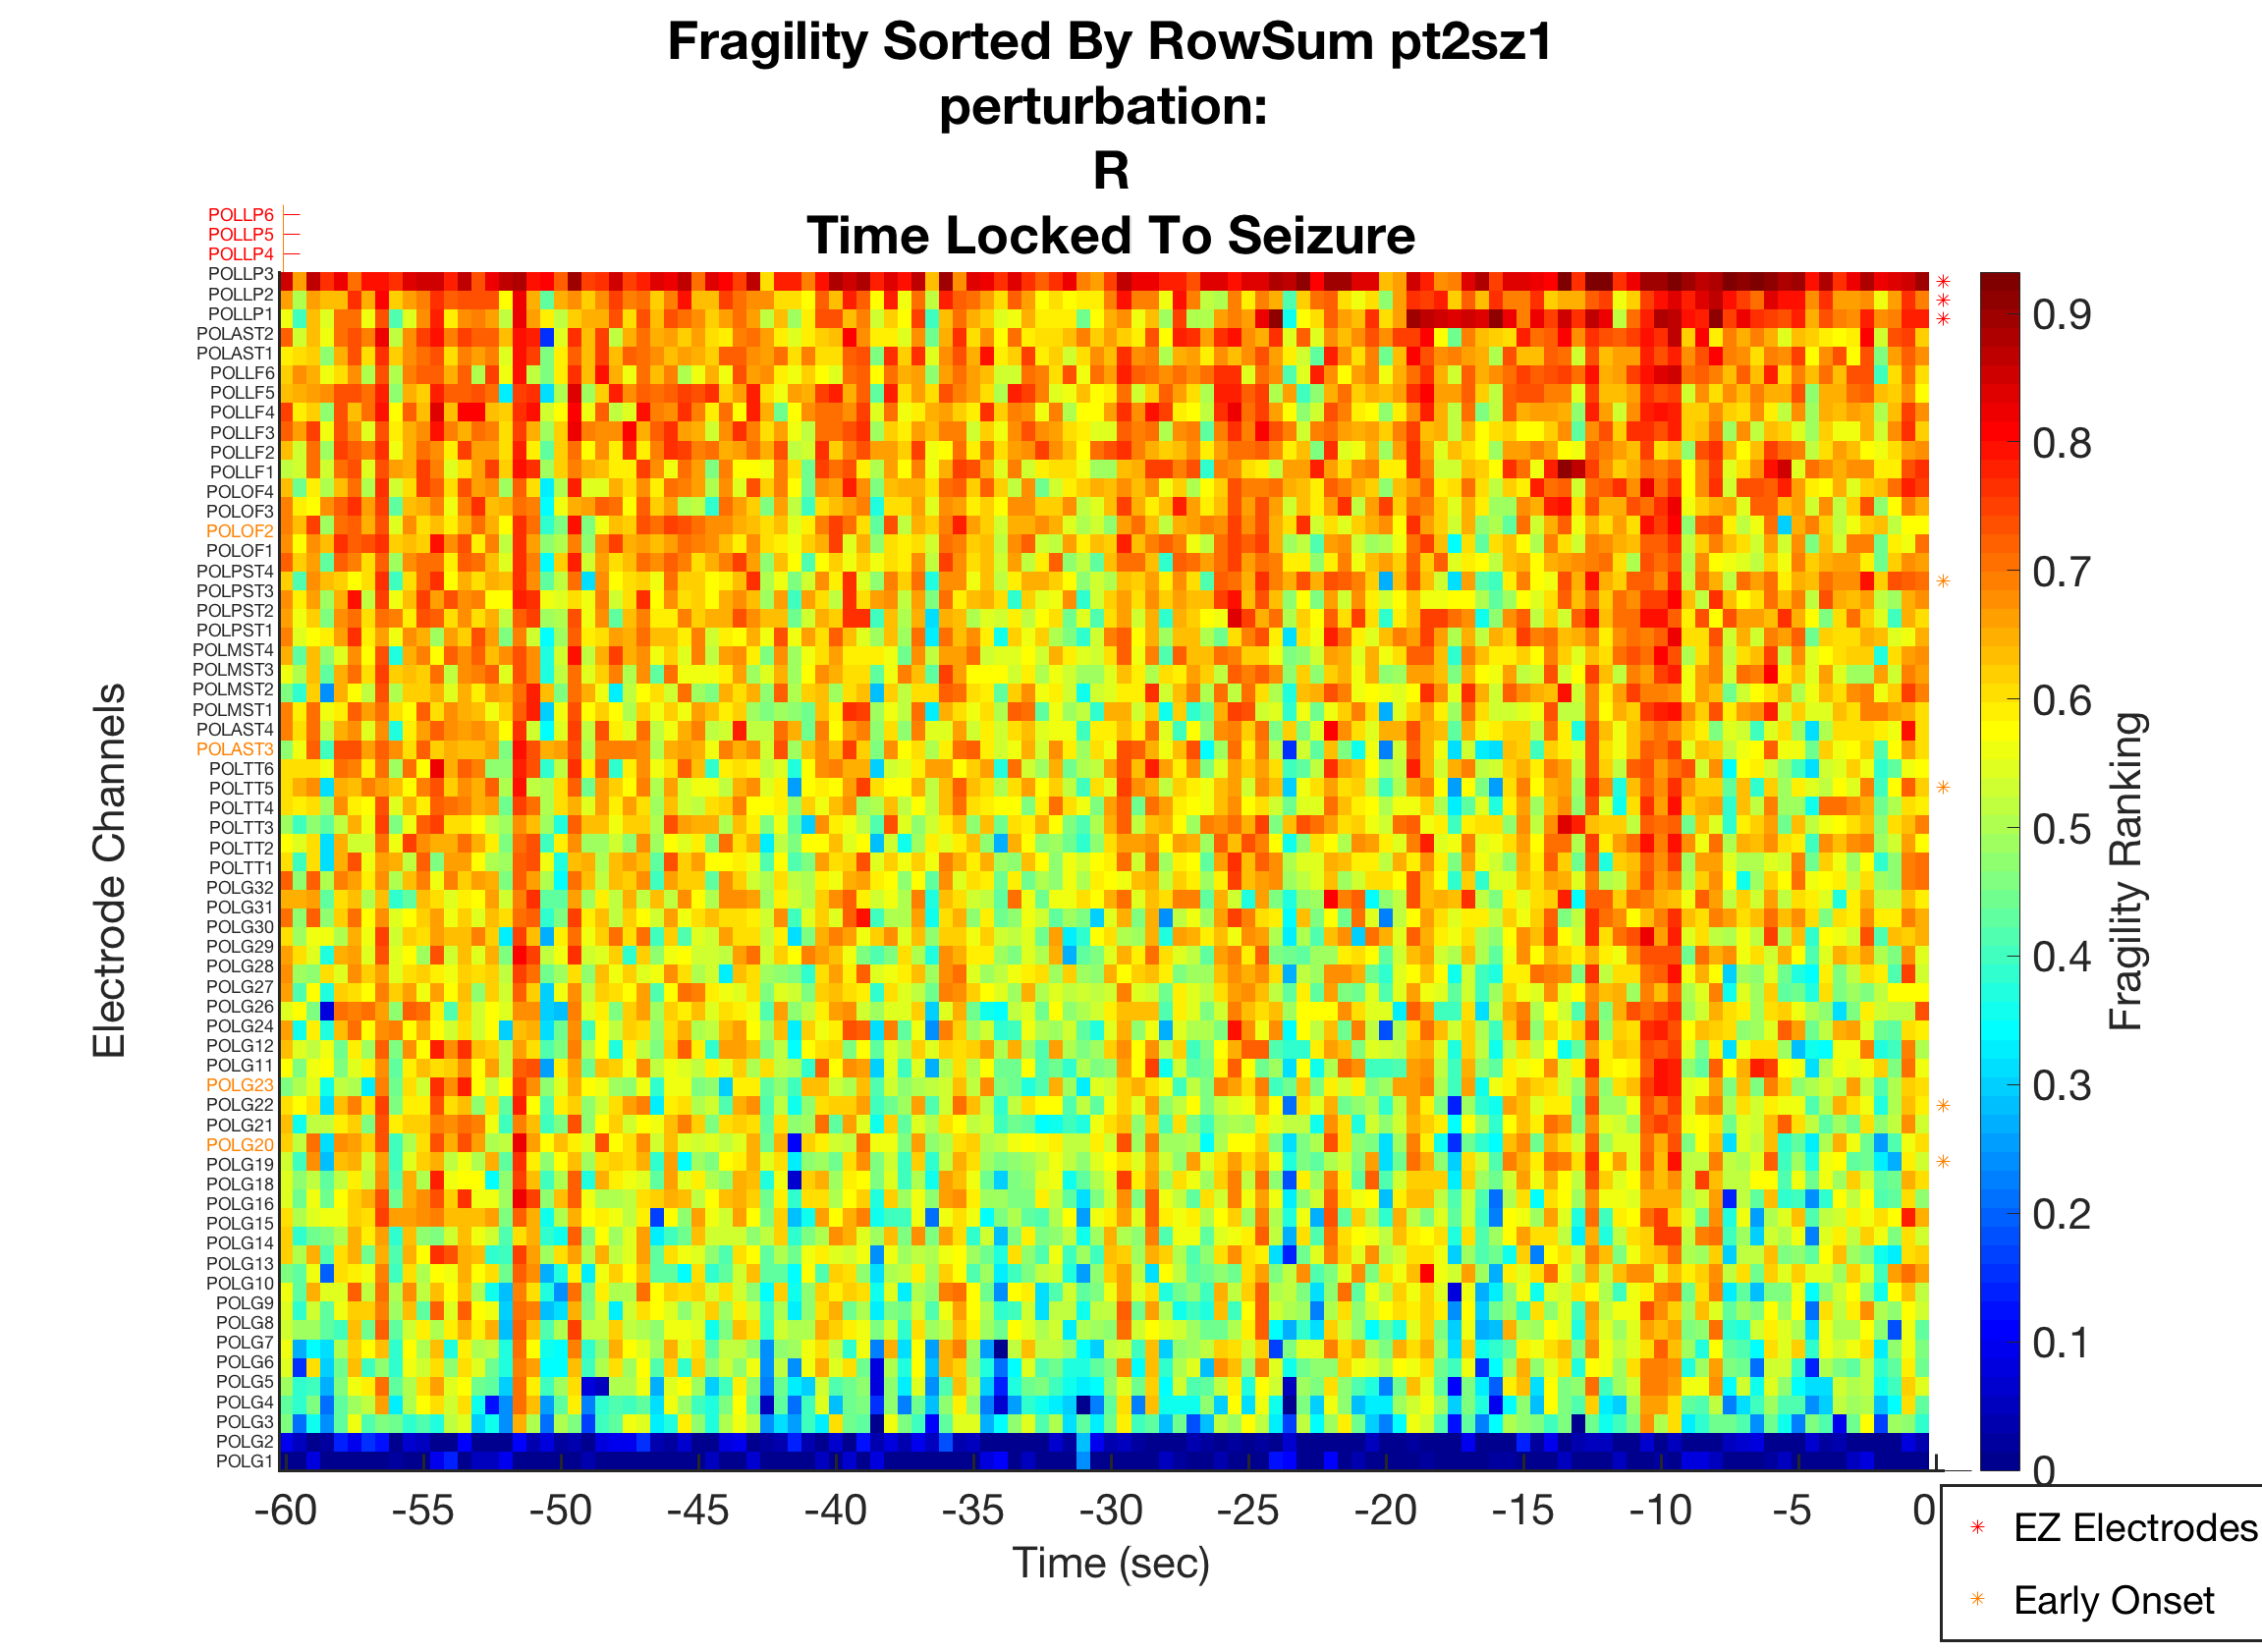 Fragility Sorted By RowSum pt2sz1
perturbation:
R
Time Locked To Seizure
POLLP6
POLLP5
POLLP4
POLLP3
POLLP2
POLLP1
POLAST2
POLAST1
POLLF6
POLLF5
POLLF4
POLLF3
POLLF2
POLLF1
POLOF4
POLOF3
POLOF2
POLOF1
POLPST4
POLPST3
POLPST2
POLPST1
POLMST4
POLMST3
POLMST2
POLMST1
POLAST4
POLAST3
POLTT6
POLTT5
POLTT4
POLTT3
POLTT2
POLTT1
POLG32
POLG31
POLG30
POLG29
POLG28
POLG27
POLG26
POLG24
POLG12
POLG11
POLG23
POLG22
POLG21
POLG20
POLG19
POLG18
POLG16
POLG15
POLG14
POLG13
POLG10
POLG9
POLG8
POLG7
POLG6
POLG5
POLG4
POLG3
POLG2
POLG1
Electrode Channels
-60 -55 -50 -45 -40 -35 -30 -25 -20 -15 -10 -5 0
Time (sec)
0.9
0.8
0.7
0.6
0.5
0.4
0.3
0.2
0.1
0
Fragility Ranking
EZ Electrodes
Early Onset